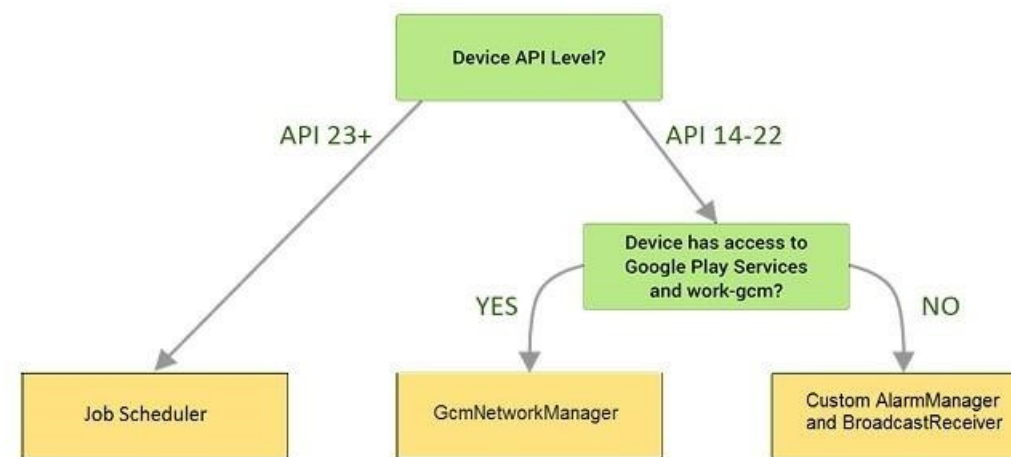 Device API Level?
API 23+
API 14-22
Device has access to
Google Play Services
and work-gcm?
YES
NO
Job Scheduler
GcmNetworkManager
Custom AlarmManager
and BroadcastReceiver